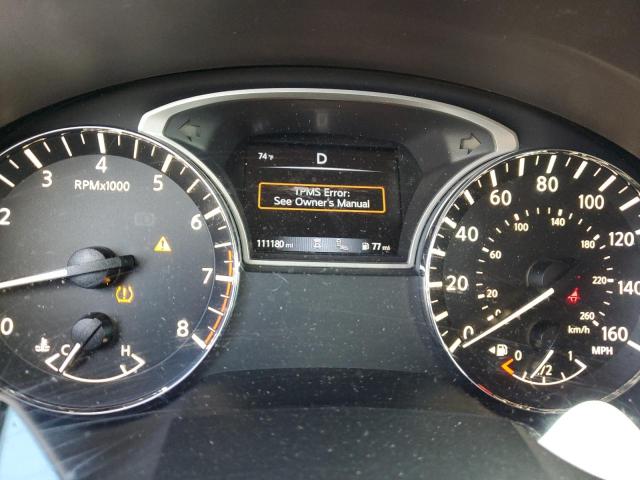 74°F
D
TPMS Error:
See Owner's Manual
111180 mi 77 mi
0 2 3 4 5 6 7 8
RPMx1000
C H
0 20 40 60 80 100 120 140 160
MPH
0 20 60 100 140 180 220 260
km/h
0 1/2 1